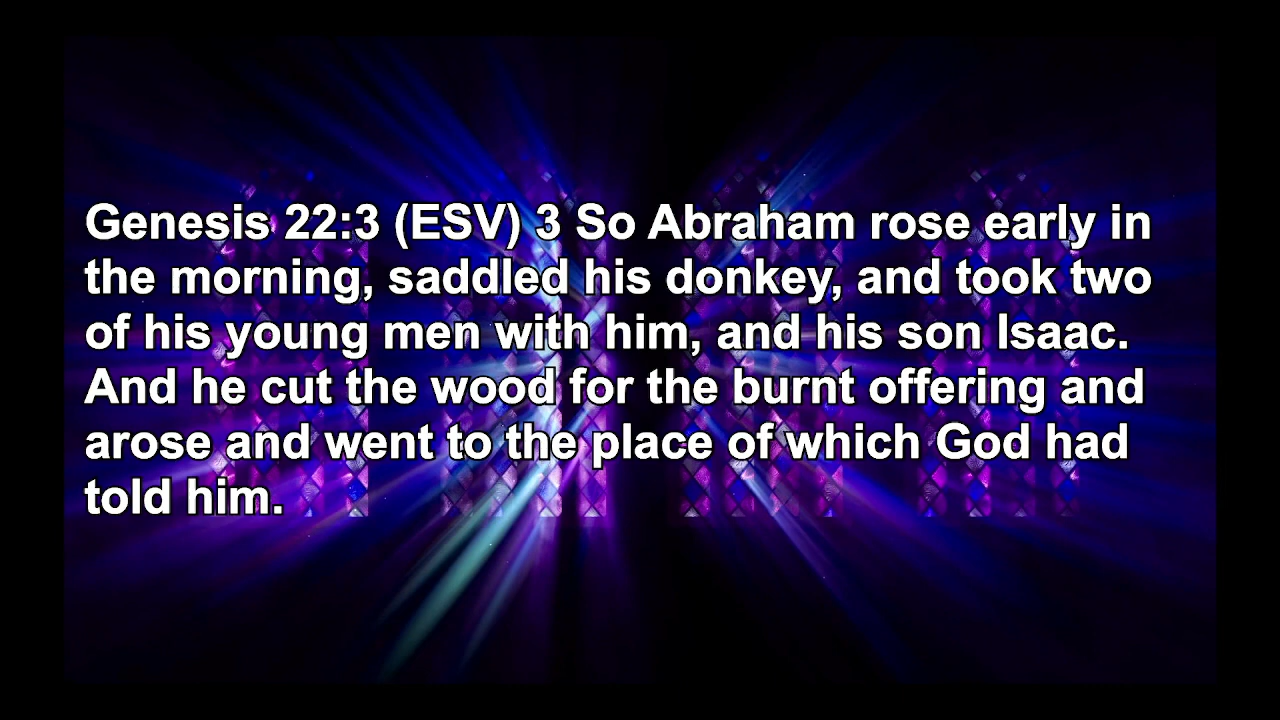 Genesis 22:3 (ESV) 3 So Abraham rose early in
the morning, saddled his donkey, and took two
of his young men with him, and his son Isaac.
And he cut the wood for the burnt offering and
arose and went to the place of which God had
told him.